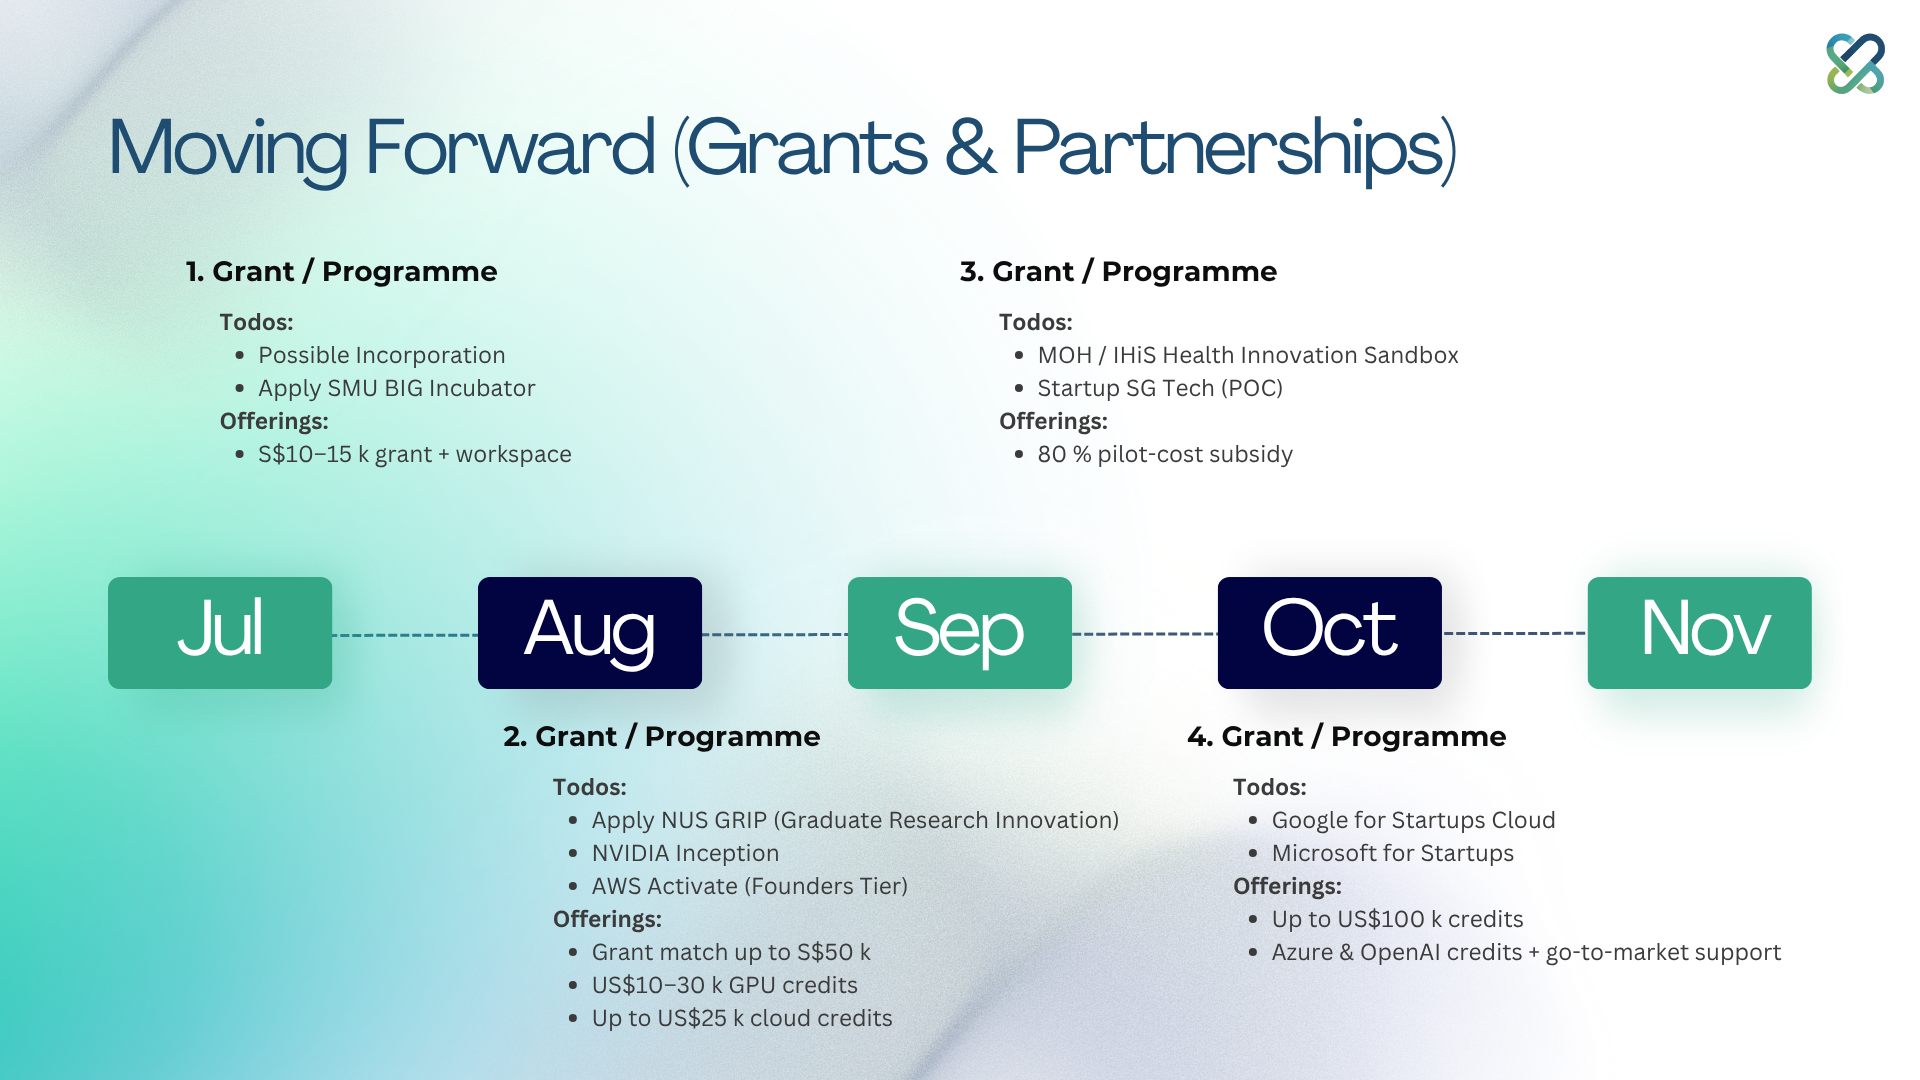 Moving Forward (Grants & Partnerships)
1. Grant / Programme
Todos:
• Possible Incorporation
• Apply SMU BIG Incubator
Offerings:
• S$10–15 k grant + workspace
3. Grant / Programme
Todos:
• MOH / IHiS Health Innovation Sandbox
• Startup SG Tech (POC)
Offerings:
• 80 % pilot-cost subsidy
Jul
Aug
Sep
Oct
Nov
2. Grant / Programme
Todos:
• Apply NUS GRIP (Graduate Research Innovation)
• NVIDIA Inception
• AWS Activate (Founders Tier)
Offerings:
• Grant match up to S$50 k
• US$10–30 k GPU credits
• Up to US$25 k cloud credits
4. Grant / Programme
Todos:
• Google for Startups Cloud
• Microsoft for Startups
Offerings:
• Up to US$100 k credits
• Azure & OpenAI credits + go-to-market support